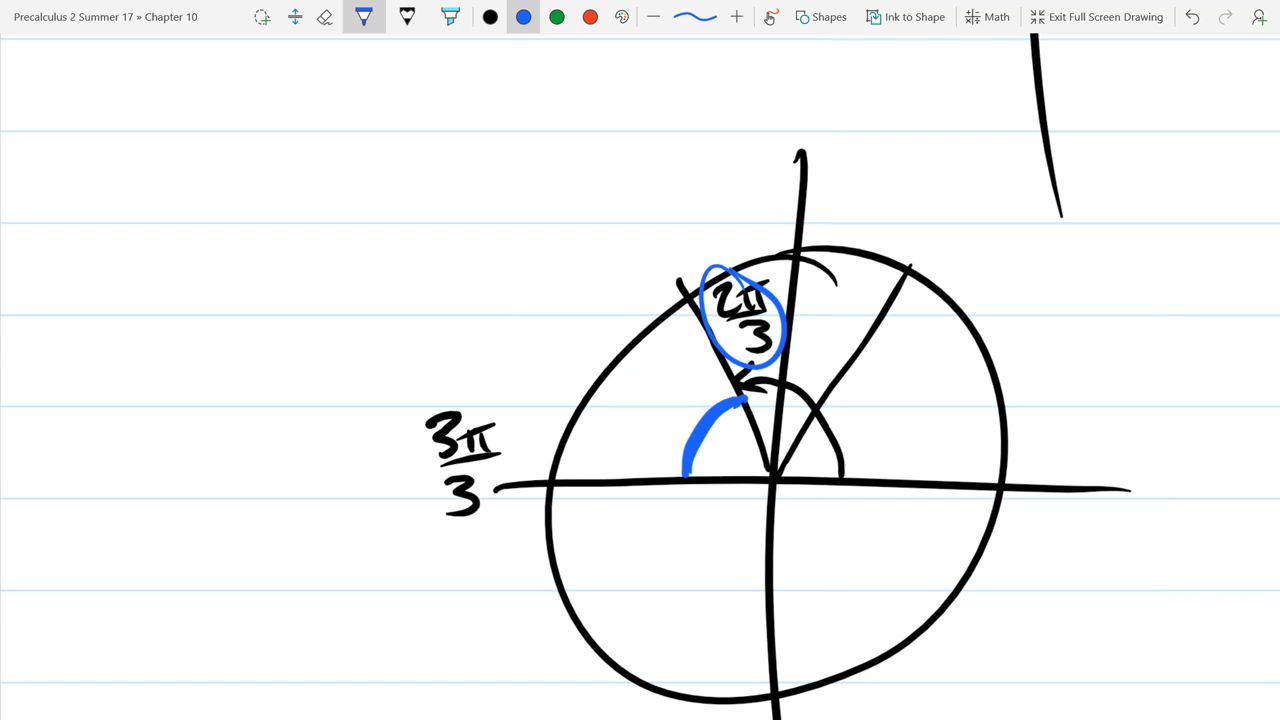 Precalculus 2 Summer 17 » Chapter 10
Shapes
Ink to Shape
Math
Exit Full Screen Drawing
2π
3
3π
3